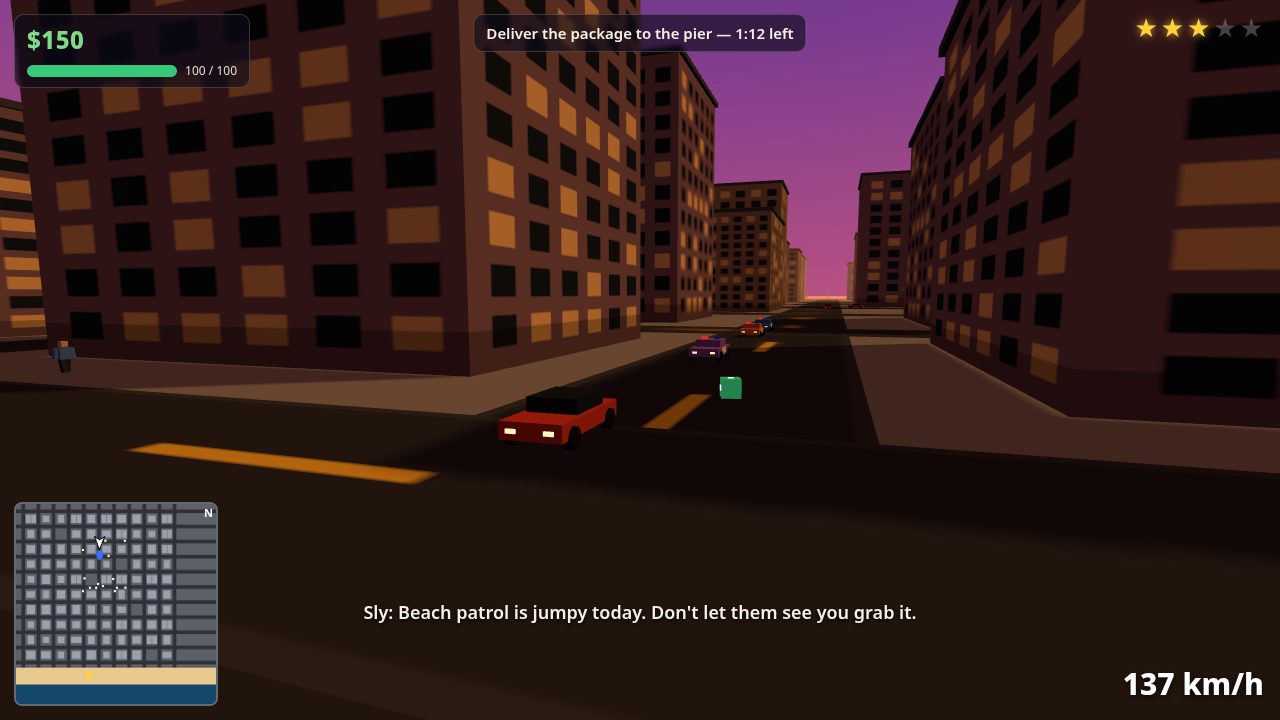 $150
100 / 100
Deliver the package to the pier — 1:12 left
N
Sly: Beach patrol is jumpy today. Don't let them see you grab it.
137 km/h